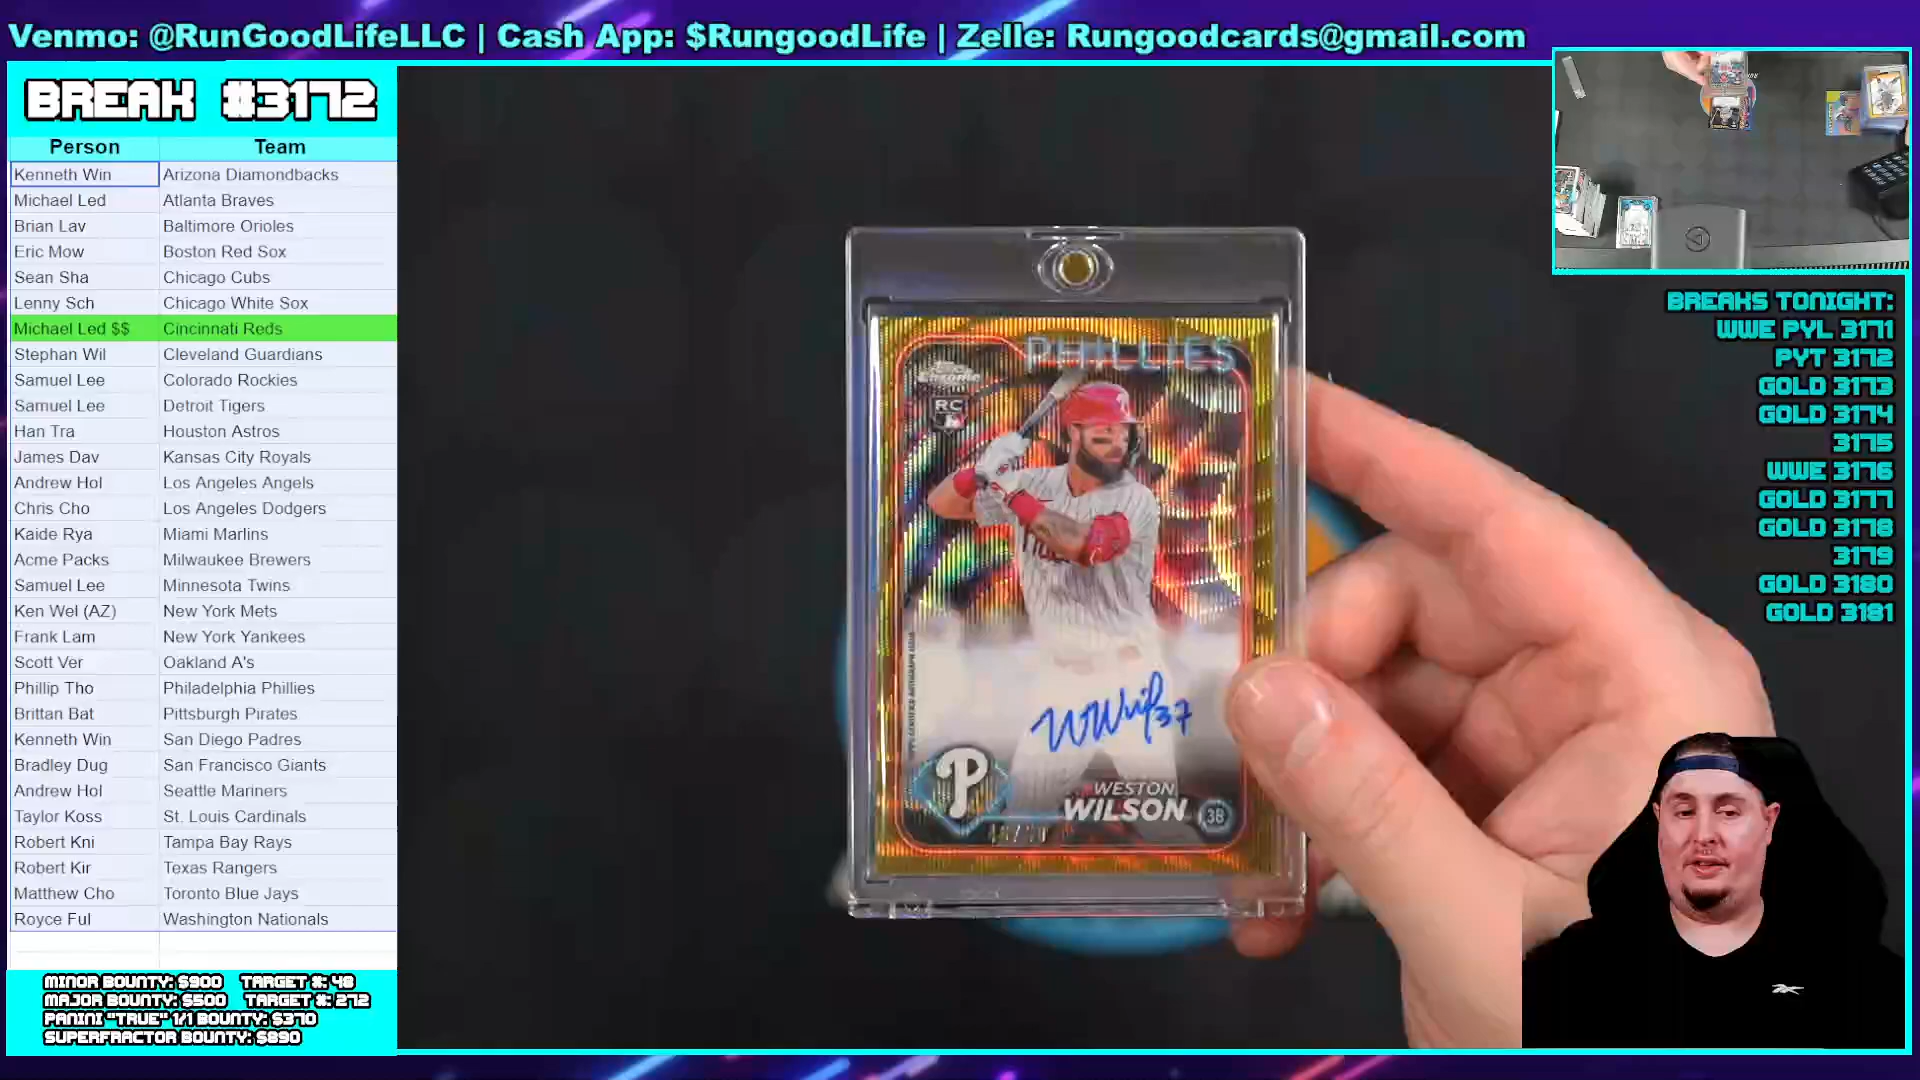 Venmo: @RunGoodLifeLLC | Cash App: $RungoodLife | Zelle: Rungoodcards@gmail.com
BREAK #3172
Person Team
Kenneth Win Arizona Diamondbacks
Michael Led Atlanta Braves
Brian Lav Baltimore Orioles
Eric Mow Boston Red Sox
Sean Sha Chicago Cubs
Lenny Sch Chicago White Sox
Michael Led $$ Cincinnati Reds
Stephan Wil Cleveland Guardians
Samuel Lee Colorado Rockies
Samuel Lee Detroit Tigers
Han Tra Houston Astros
James Dav Kansas City Royals
Andrew Hol Los Angeles Angels
Chris Cho Los Angeles Dodgers
Kaide Rya Miami Marlins
Acme Packs Milwaukee Brewers
Samuel Lee Minnesota Twins
Ken Wel (AZ) New York Mets
Frank Lam New York Yankees
Scott Ver Oakland A's
Phillip Tho Philadelphia Phillies
Brittan Bat Pittsburgh Pirates
Kenneth Win San Diego Padres
Bradley Dug San Francisco Giants
Andrew Hol Seattle Mariners
Taylor Koss St. Louis Cardinals
Robert Kni Tampa Bay Rays
Robert Kir Texas Rangers
Matthew Cho Toronto Blue Jays
Royce Ful Washington Nationals
MINOR BOUNTY: $900 TARGET #: 48
MAJOR BOUNTY: $500 TARGET #: 272
PANINI "TRUE" 1/1 BOUNTY: $370
SUPERFRACTOR BOUNTY: $890
PHILLIES
Topps
Chrome
RC
37
P
WESTON
WILSON
3B
BREAKS TONIGHT:
WWE PYL 3171
PYT 3172
GOLD 3173
GOLD 3174
3175
WWE 3176
GOLD 3177
GOLD 3178
3179
GOLD 3180
GOLD 3181